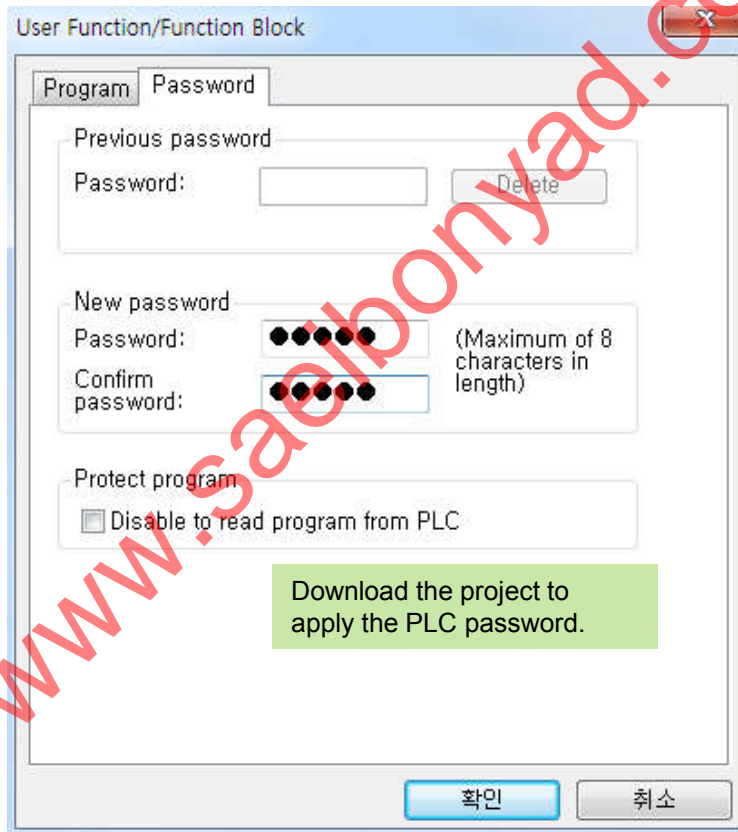 User Function/Function Block
Program Password
Previous password
Password: Delete
New password
Password: ●●●●● (Maximum of 8
characters in
length)
Confirm
password: ●●●●●
Protect program
Disable to read program from PLC
Download the project to
apply the PLC password.
확인 취소
www.saeibonyad.co